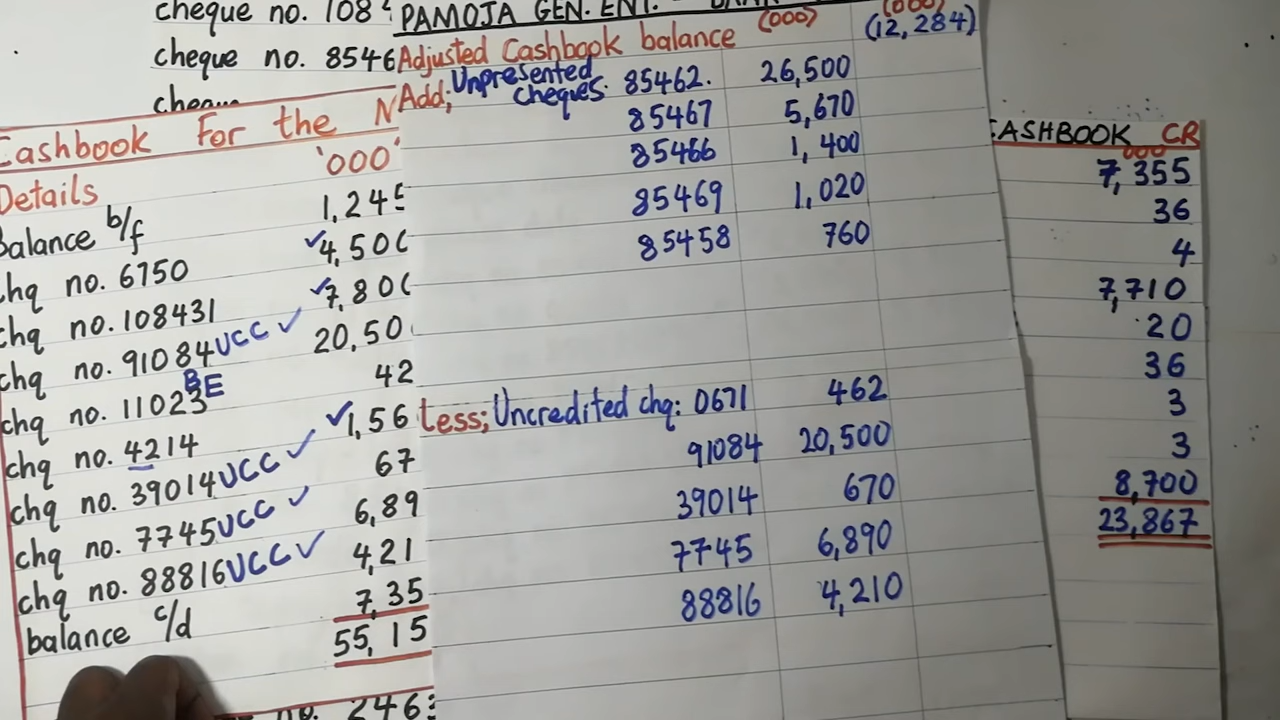 cheque no. 108
cheque no. 8546
Cashbook For the N
'000'
Details
Balance b/f 1,245
chq no. 6750 ✓4,500
chq no. 108431 ✓7,800
chq no. 91084 UCC ✓ 20,50
chq no. 11023 BE 42
chq no. 4214 ✓1,56
chq no. 39014 UCC ✓ 67
chq no. 7745 UCC ✓ 6,89
chq no. 88816 UCC ✓ 4,21
balance c/d 7,35
55,15
no. 2463
PAMOJA GEN. ENT.
(000) (000)
Adjusted Cashbook balance (12,284)
Add; Unpresented cheques: 85462. 26,500
85467 5,670
85466 1,400
85469 1,020
85458 760
Less; Uncredited chq: 0671 462
91084 20,500
39014 670
7745 6,890
88816 4,210
CASHBOOK CR
000
7,355
36
4
7,710
20
36
3
3
8,700
23,867